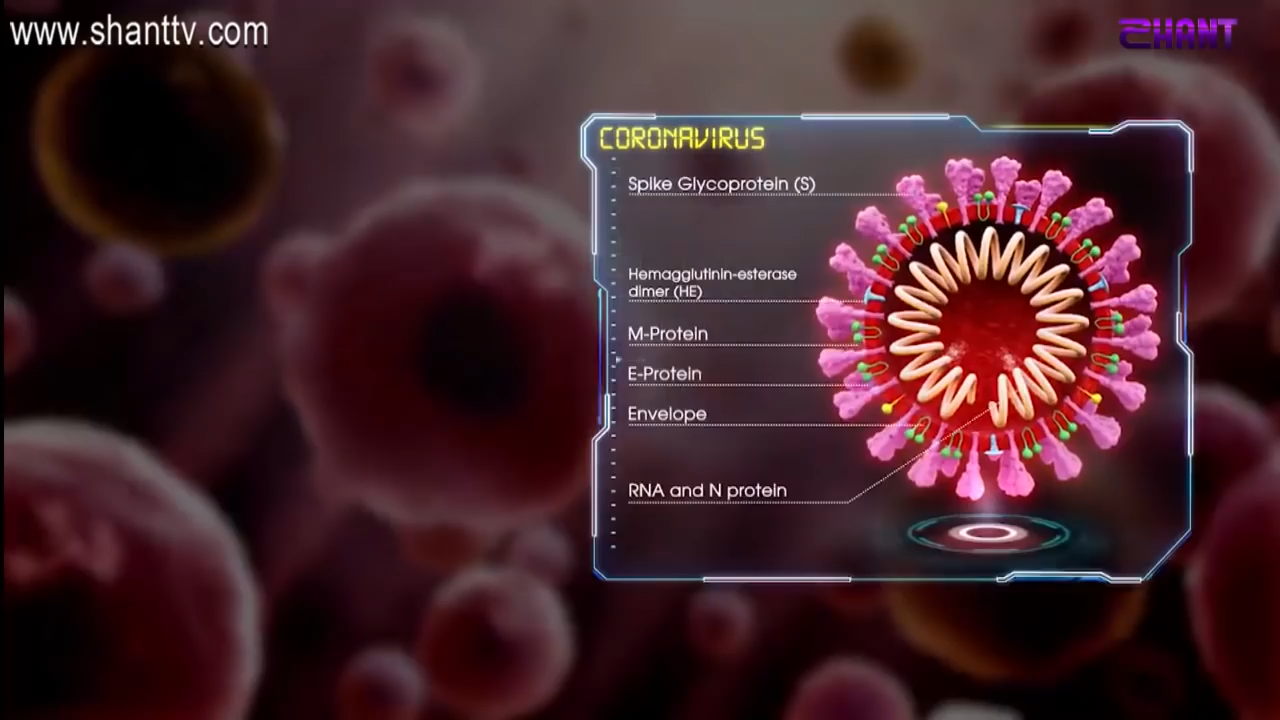 www.shanttv.com
SHANT
CORONAVIRUS
Spike Glycoprotein (S)
Hemagglutinin-esterase
dimer (HE)
M-Protein
E-Protein
Envelope
RNA and N protein